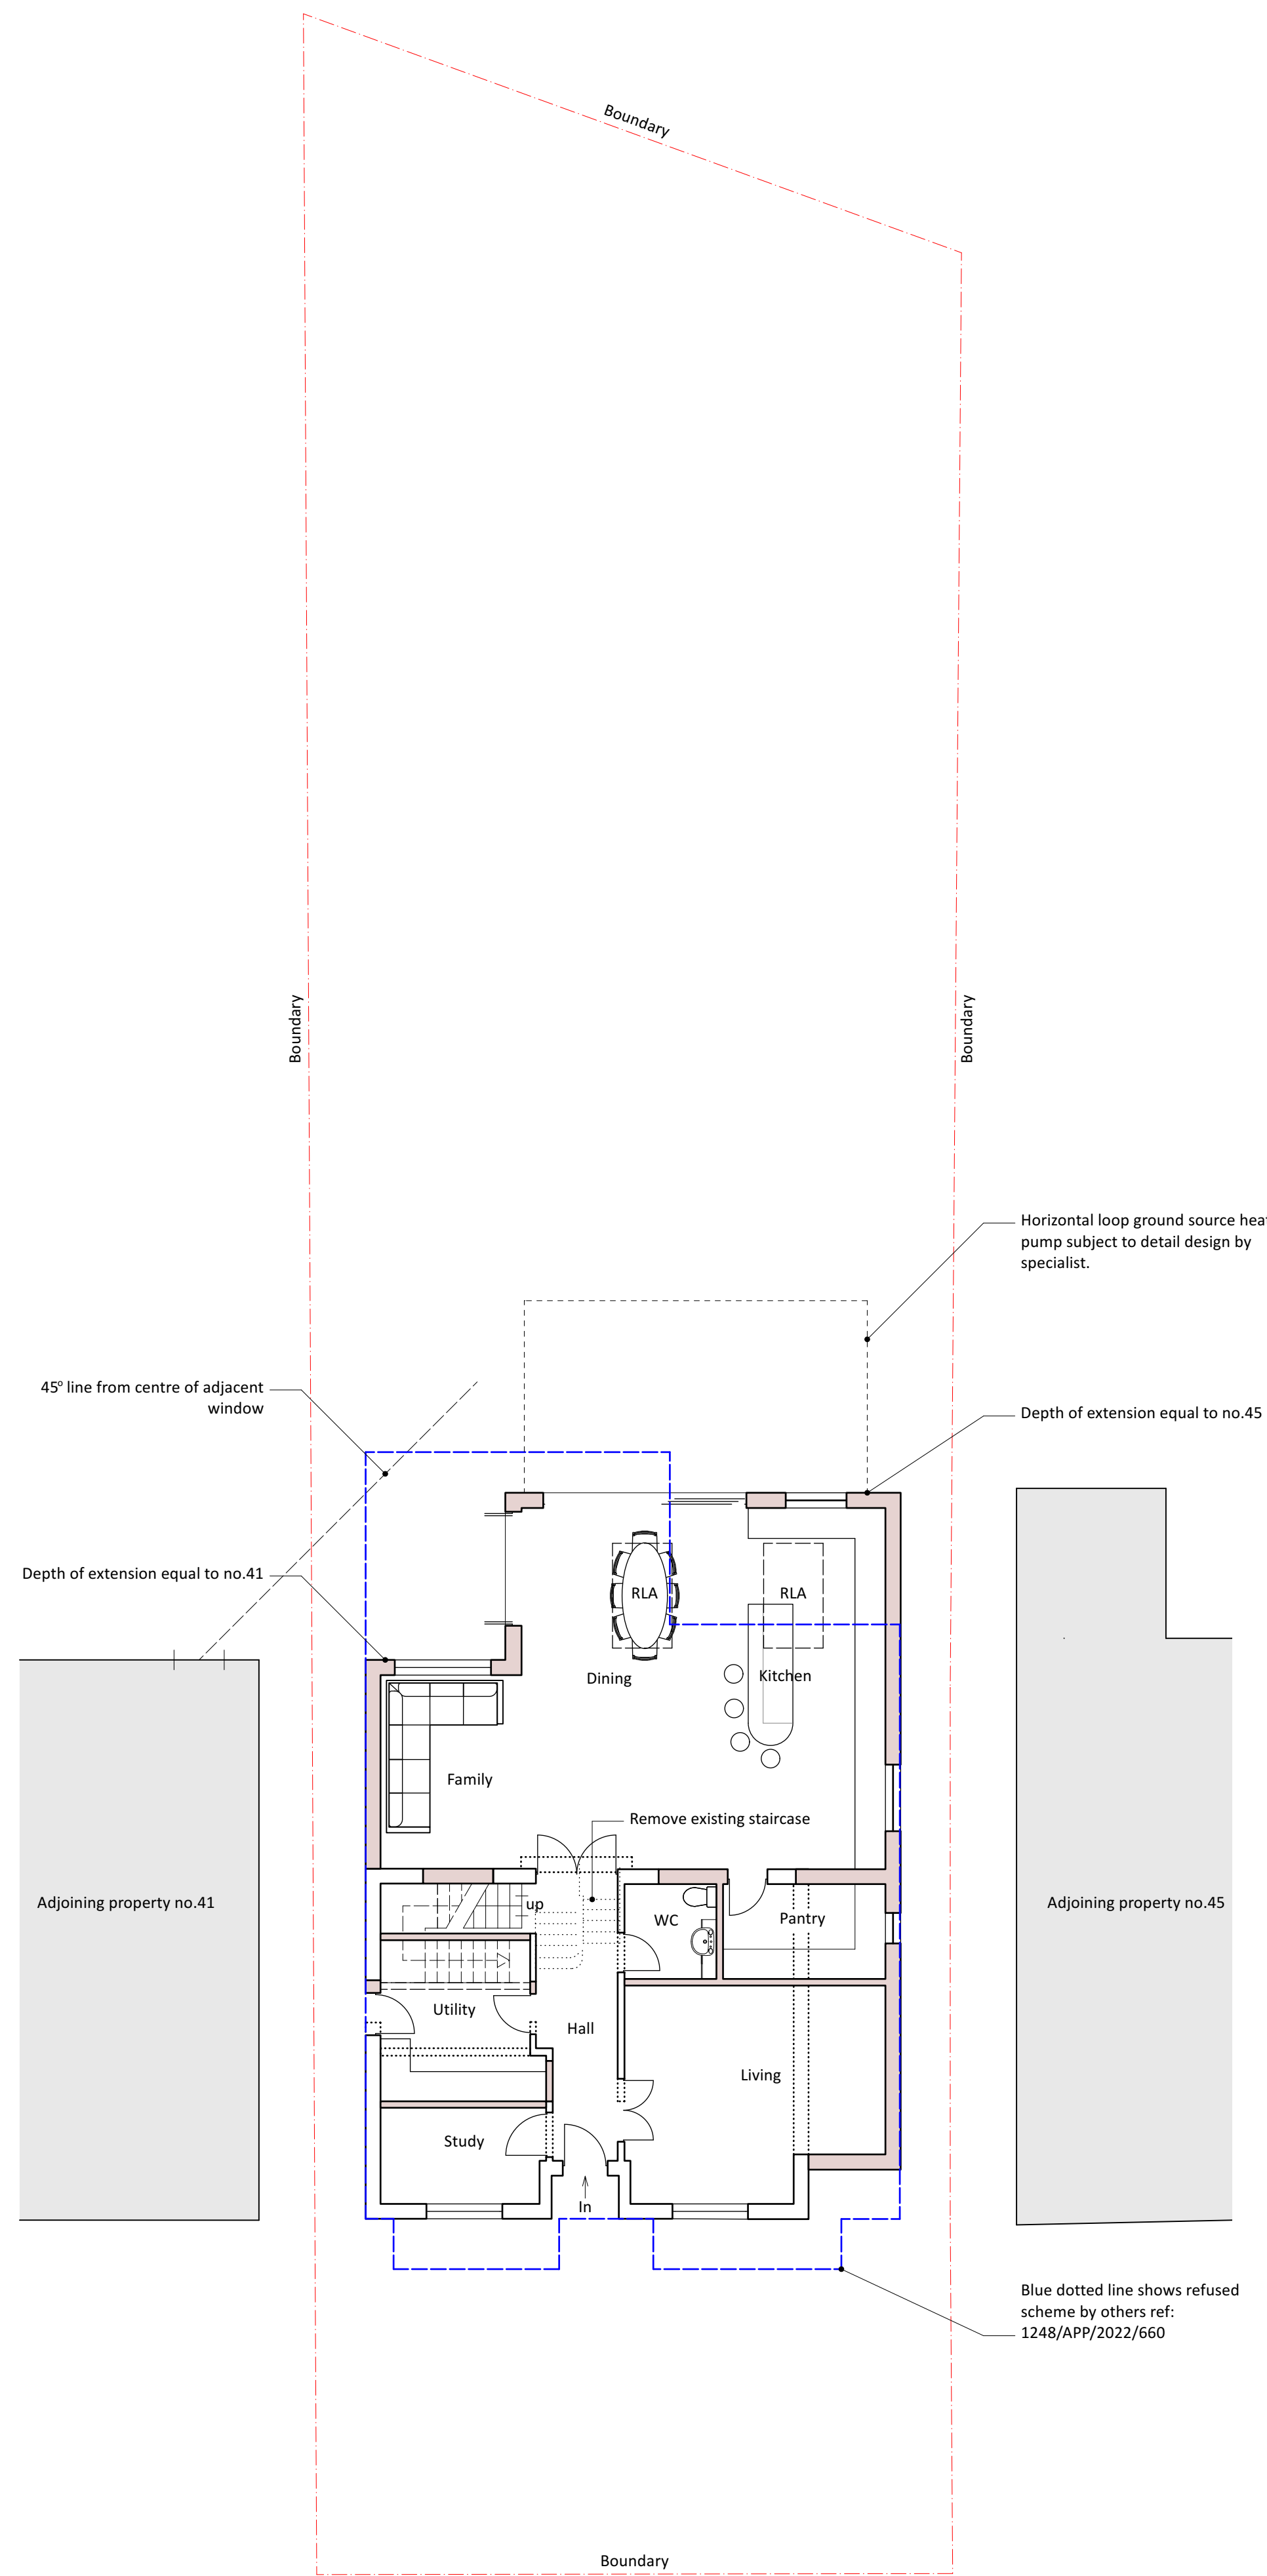 Boundary
Boundary
Boundary
Horizontal loop ground source heat
pump subject to detail design by
specialist.
45° line from centre of adjacent
window
Depth of extension equal to no.45
Depth of extension equal to no.41
RLA
RLA
Dining
Kitchen
Family
Remove existing staircase
Adjoining property no.41
up
WC
Pantry
Adjoining property no.45
Utility
Hall
Living
Study
In
Blue dotted line shows refused
scheme by others ref:
1248/APP/2022/660
Boundary